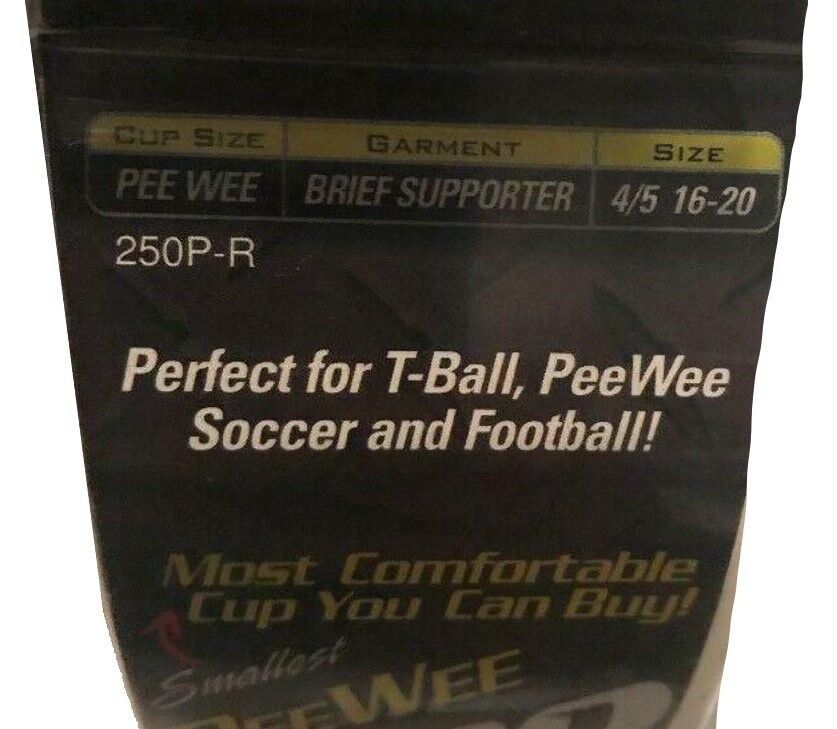 CUP SIZE GARMENT SIZE
PEE WEE BRIEF SUPPORTER 4/5 16-20
250P-R
Perfect for T-Ball, PeeWee
Soccer and Football!
Most Comfortable
Cup You Can Buy!
Smallest
PEEWEE